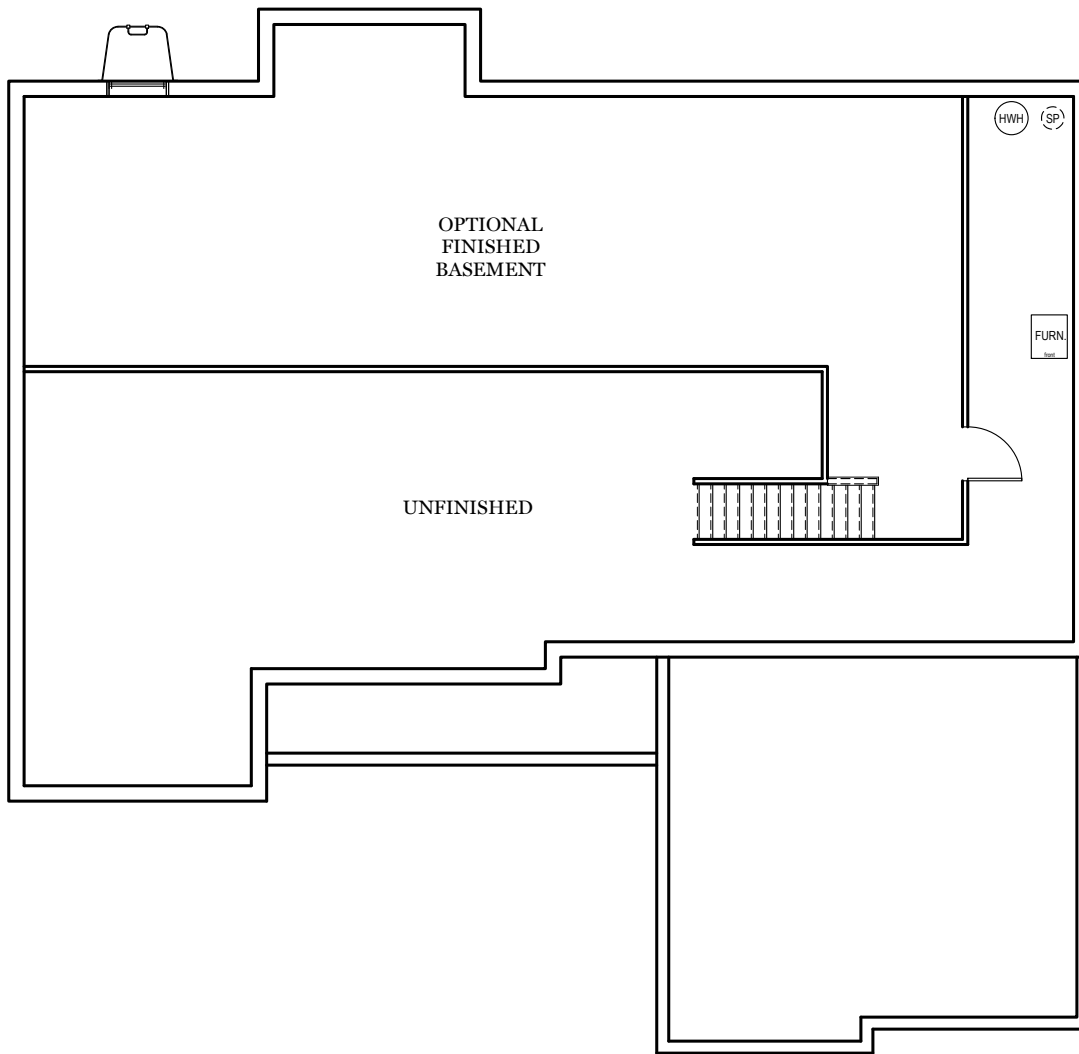 HWH
SP
OPTIONAL
FINISHED
BASEMENT
FURN.
front
UNFINISHED